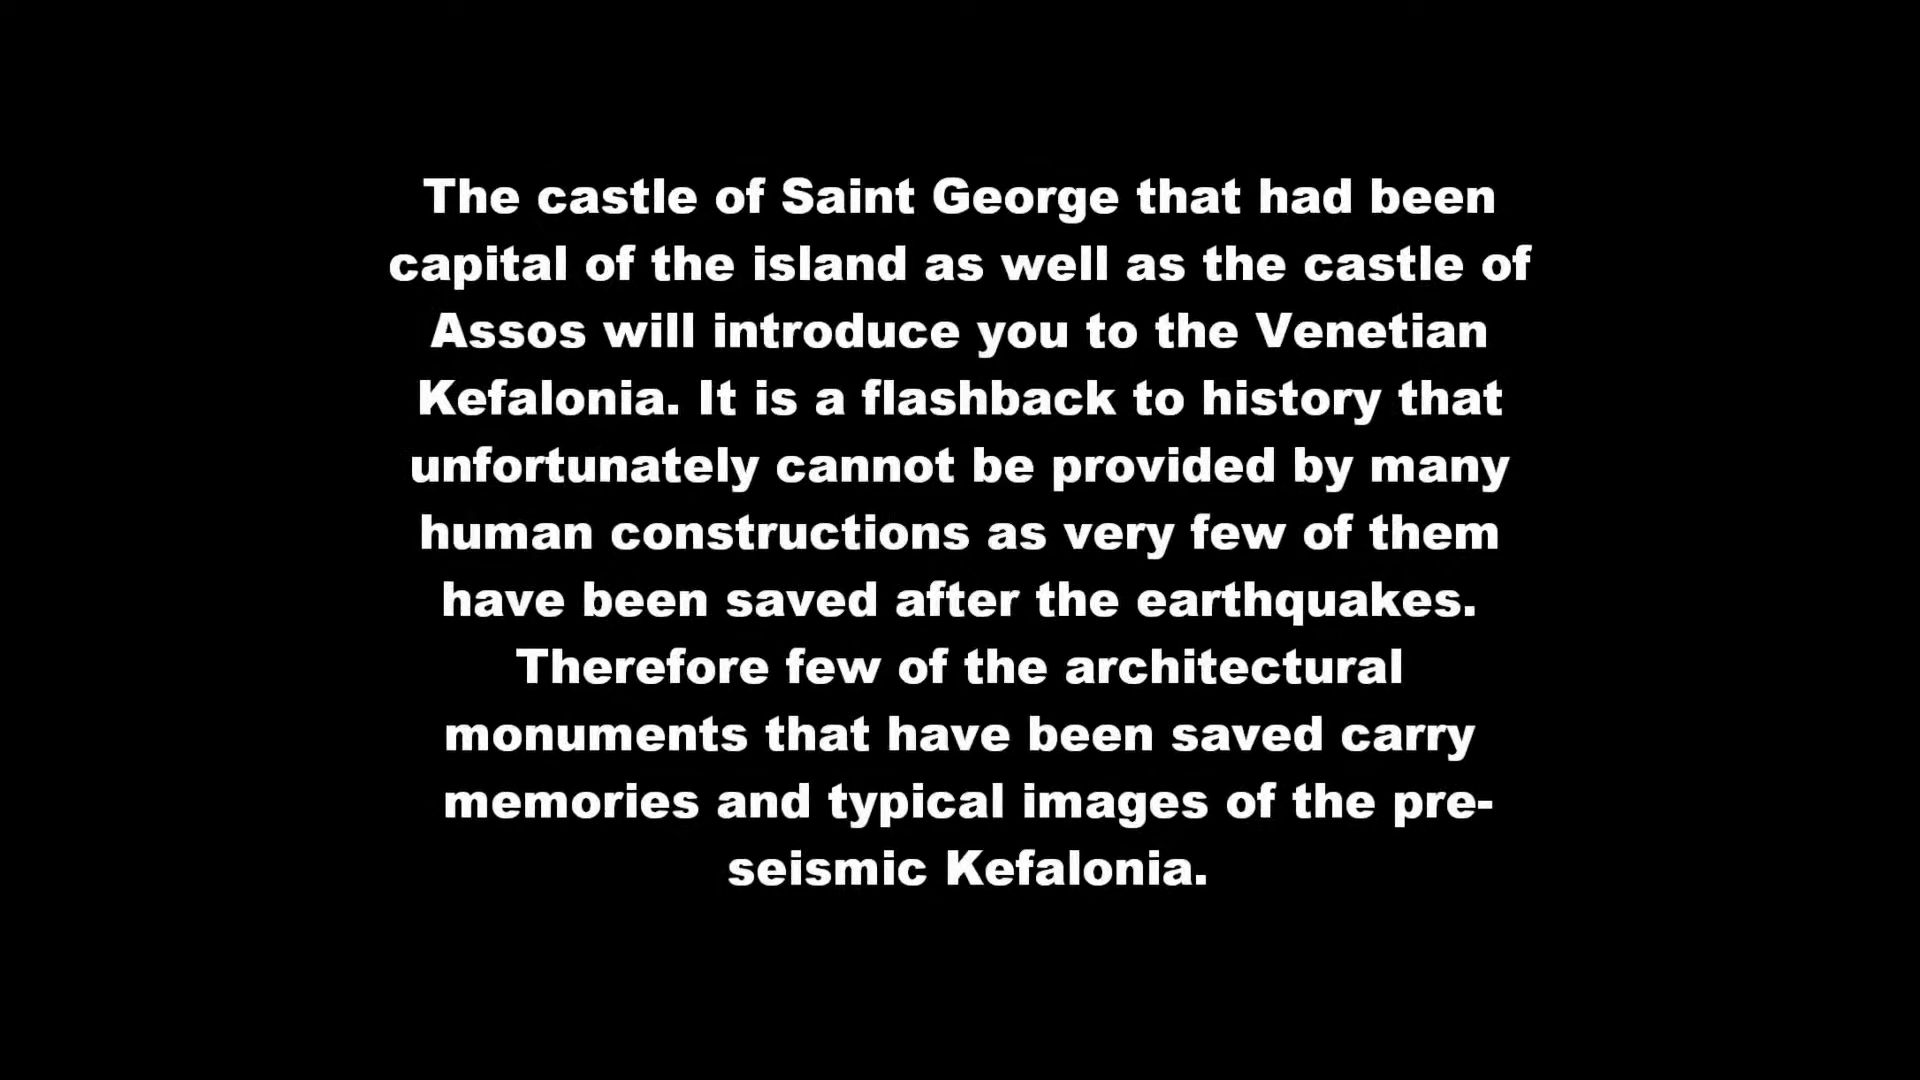 The castle of Saint George that had been
capital of the island as well as the castle of
Assos will introduce you to the Venetian
Kefalonia. It is a flashback to history that
unfortunately cannot be provided by many
human constructions as very few of them
have been saved after the earthquakes.
Therefore few of the architectural
monuments that have been saved carry
memories and typical images of the pre-
seismic Kefalonia.